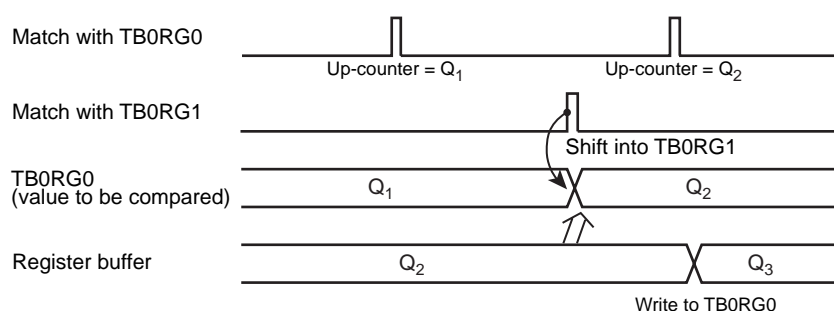 Match with TB0RG0
Up-counter = Q1
Up-counter = Q2
Match with TB0RG1
Shift into TB0RG1
TB0RG0
(value to be compared)
Q1
Q2
Register buffer
Q2
Q3
Write to TB0RG0